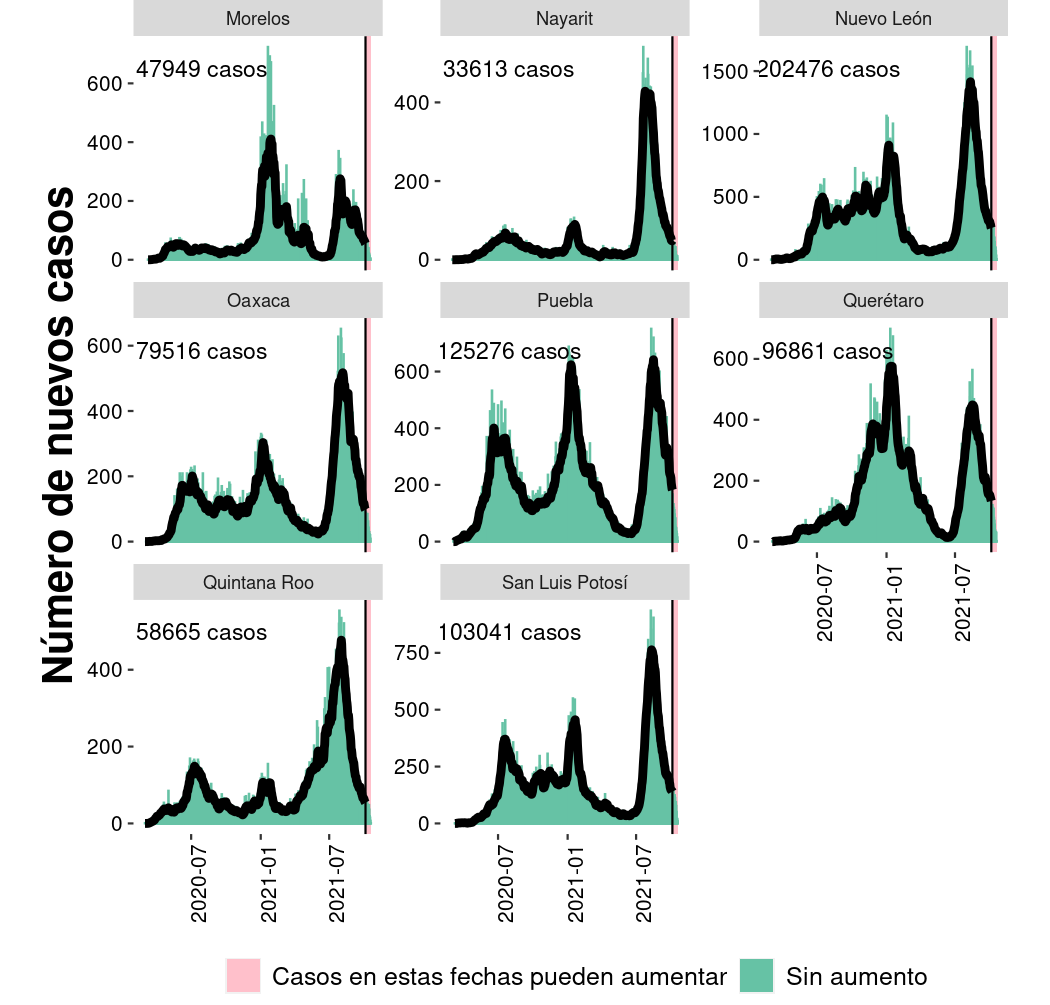 Número de nuevos casos
Morelos
47949 casos
600
400
200
0
Nayarit
33613 casos
400
200
0
Nuevo León
202476 casos
1500
1000
500
0
Oaxaca
79516 casos
600
400
200
0
Puebla
125276 casos
600
400
200
0
Querétaro
96861 casos
600
400
200
0
2020-07
2021-01
2021-07
Quintana Roo
58665 casos
400
200
0
2020-07
2021-01
2021-07
San Luis Potosí
103041 casos
750
500
250
0
2020-07
2021-01
2021-07
Casos en estas fechas pueden aumentar
Sin aumento